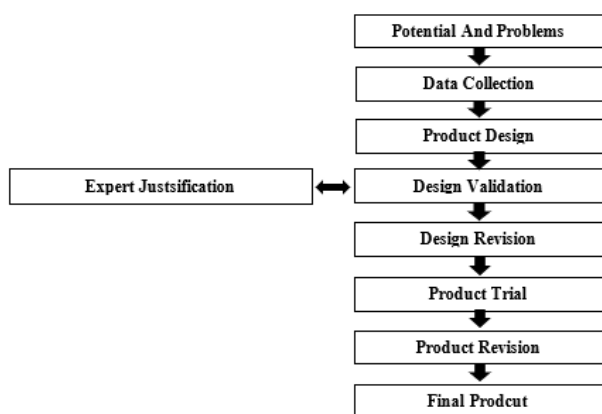 Potential And Problems
Data Collection
Product Design
Expert Justsification
Design Validation
Design Revision
Product Trial
Product Revision
Final Prodcut